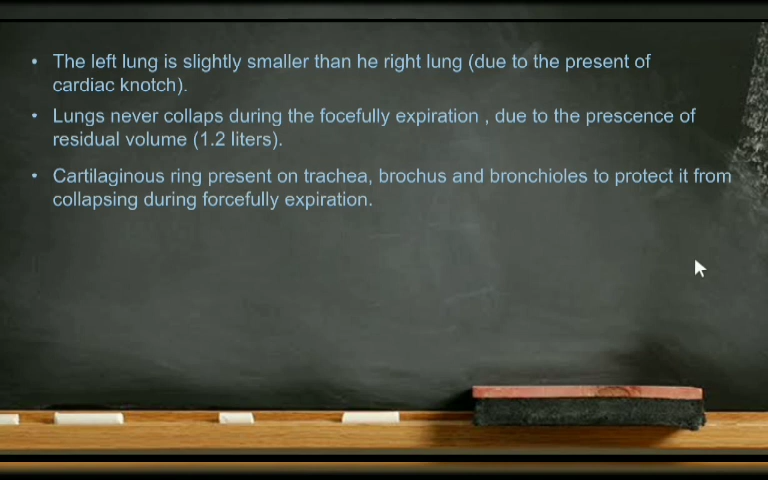 • The left lung is slightly smaller than he right lung (due to the present of
cardiac knotch).
• Lungs never collaps during the focefully expiration , due to the prescence of
residual volume (1.2 liters).
• Cartilaginous ring present on trachea, brochus and bronchioles to protect it from
collapsing during forcefully expiration.